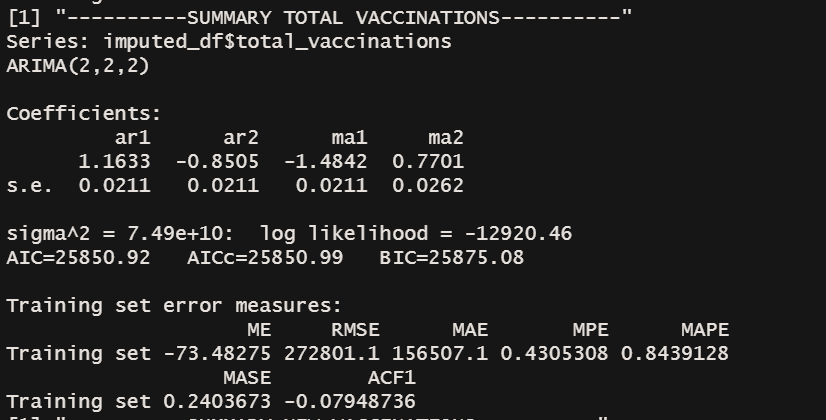 [1] "----------SUMMARY TOTAL VACCINATIONS----------"
Series: imputed_df$total_vaccinations
ARIMA(2,2,2)
Coefficients:
ar1 ar2 ma1 ma2
1.1633 -0.8505 -1.4842 0.7701
s.e. 0.0211 0.0211 0.0211 0.0262
sigma^2 = 7.49e+10: log likelihood = -12920.46
AIC=25850.92 AICc=25850.99 BIC=25875.08
Training set error measures:
ME RMSE MAE MPE MAPE
Training set -73.48275 272801.1 156507.1 0.4305308 0.8439128
MASE ACF1
Training set 0.2403673 -0.07948736